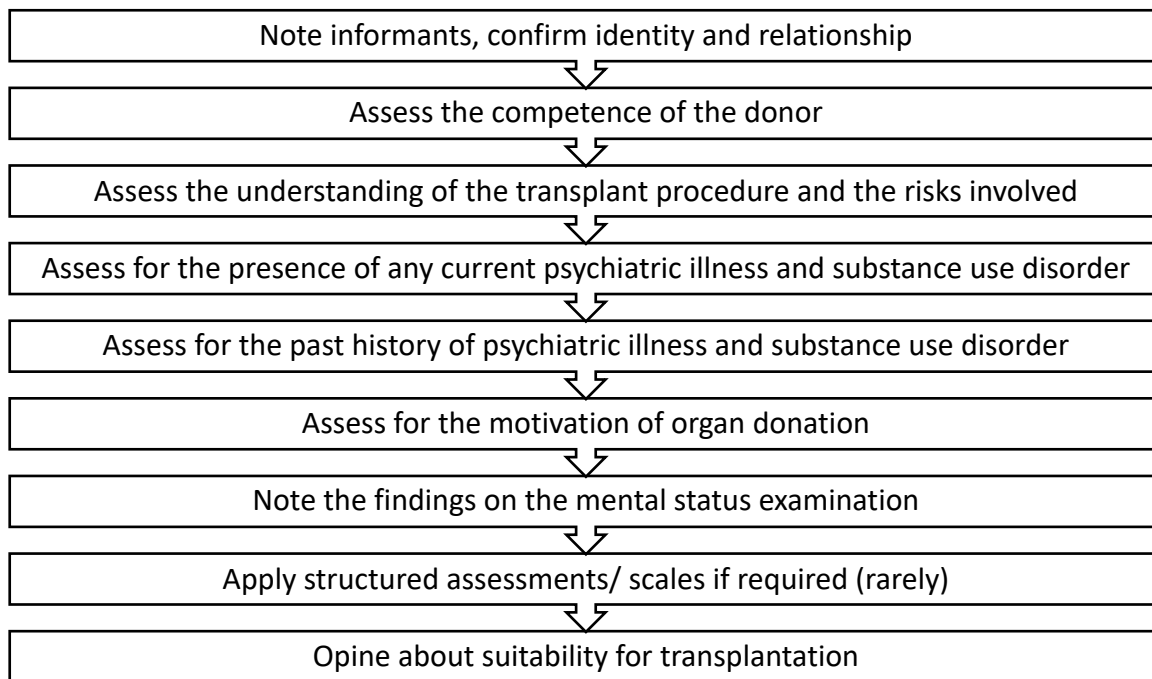 Note informants, confirm identity and relationship
Assess the competence of the donor
Assess the understanding of the transplant procedure and the risks involved
Assess for the presence of any current psychiatric illness and substance use disorder
Assess for the past history of psychiatric illness and substance use disorder
Assess for the motivation of organ donation
Note the findings on the mental status examination
Apply structured assessments/ scales if required (rarely)
Opine about suitability for transplantation